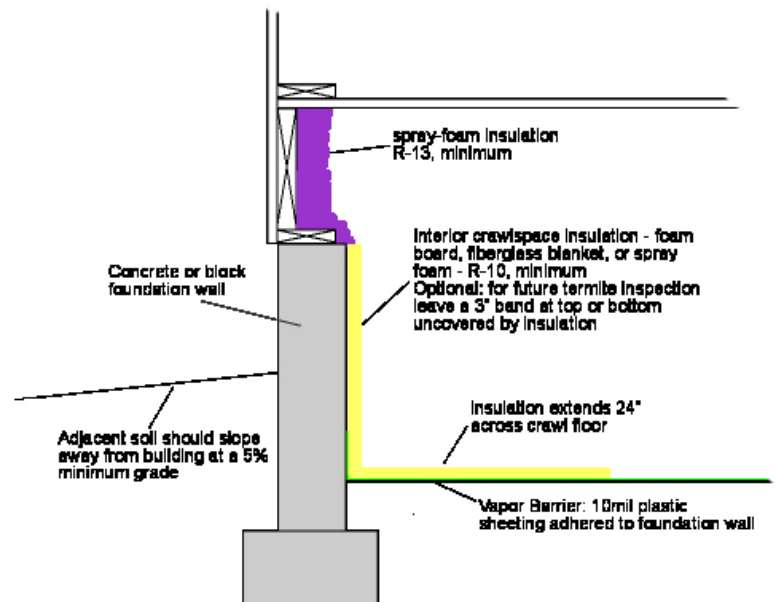 spray-foam insulation
R-13, minimum
Interior crawlspace insulation - foam
board, fiberglass blanket, or spray
foam - R-10, minimum
Optional: for future termite inspection
leave a 3" band at top or bottom
uncovered by insulation
Concrete or block
foundation wall
Insulation extends 24"
across crawl floor
Adjacent soil should slope
away from building at a 5%
minimum grade
Vapor Barrier: 10mil plastic
sheeting adhered to foundation wall